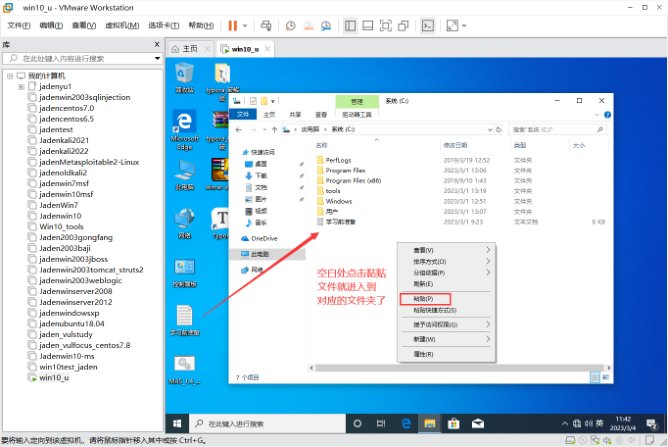 win10_u - VMware Workstation
文件(F) 编辑(E) 查看(V) 虚拟机(M) 选项卡(T) 帮助(H)
库
在此处键入内容进行搜索
主页 win10_u
我的计算机
jadenyu1
jadenwin2003sqlinjection
jadencentos7.0
jadencentos6.5
jadentest
Jadenkali2021
Jadenkali2022
jadenMetasploitable2-Linux
jadenoldkali2
jadenwin7msf
jadenwin10msf
JadenWin7
Jadenwin10
Win10_tools
Jaden2003gongfang
Jaden2003baji
jaden2003jboss
jaden2003tomcat_struts2
jaden2003weblogic
Jadenwinserver2008
Jadenwinserver2012
jadenwindowsxp
jadenubuntu18.04
jaden_vulstudy
jaden_vulfocus_centos7.8
Jadenwin10-ms
win10test_jaden
win10_u
回收站
Microsoft
Edge
此电脑
网络
控制面板
学习前准备
MAS_1.4_...
管理 系统 (C:)
文件 主页 共享 查看 驱动器工具
此电脑 > 系统 (C:)
搜索"系统 (C:)"
名称 修改日期 类型 大小
快速访问
桌面
下载
文档
图片
视频
音乐
OneDrive
此电脑
网络
PerfLogs 2019/3/19 12:52 文件夹
Program Files 2023/3/1 13:06 文件夹
Program Files (x86) 2019/9/10 1:43 文件夹
tools 2023/3/1 13:19 文件夹
Windows 2023/3/1 12:51 文件夹
用户 2023/3/1 13:07 文件夹
学习前准备 2023/3/1 9:23 文本文档 6 KB
空白处点击黏贴
文件就进入到
对应的文件夹了
查看(V)
排序方式(O)
分组依据(P)
刷新(E)
粘贴(P)
粘贴快捷方式(S)
授予访问权限(G)
新建(W)
属性(R)
7 个项目
在此处键入内容进行搜索
英
11:42
2023/3/4
要将输入定向到该虚拟机，请将鼠标指针移入其中或按 Ctrl+G。